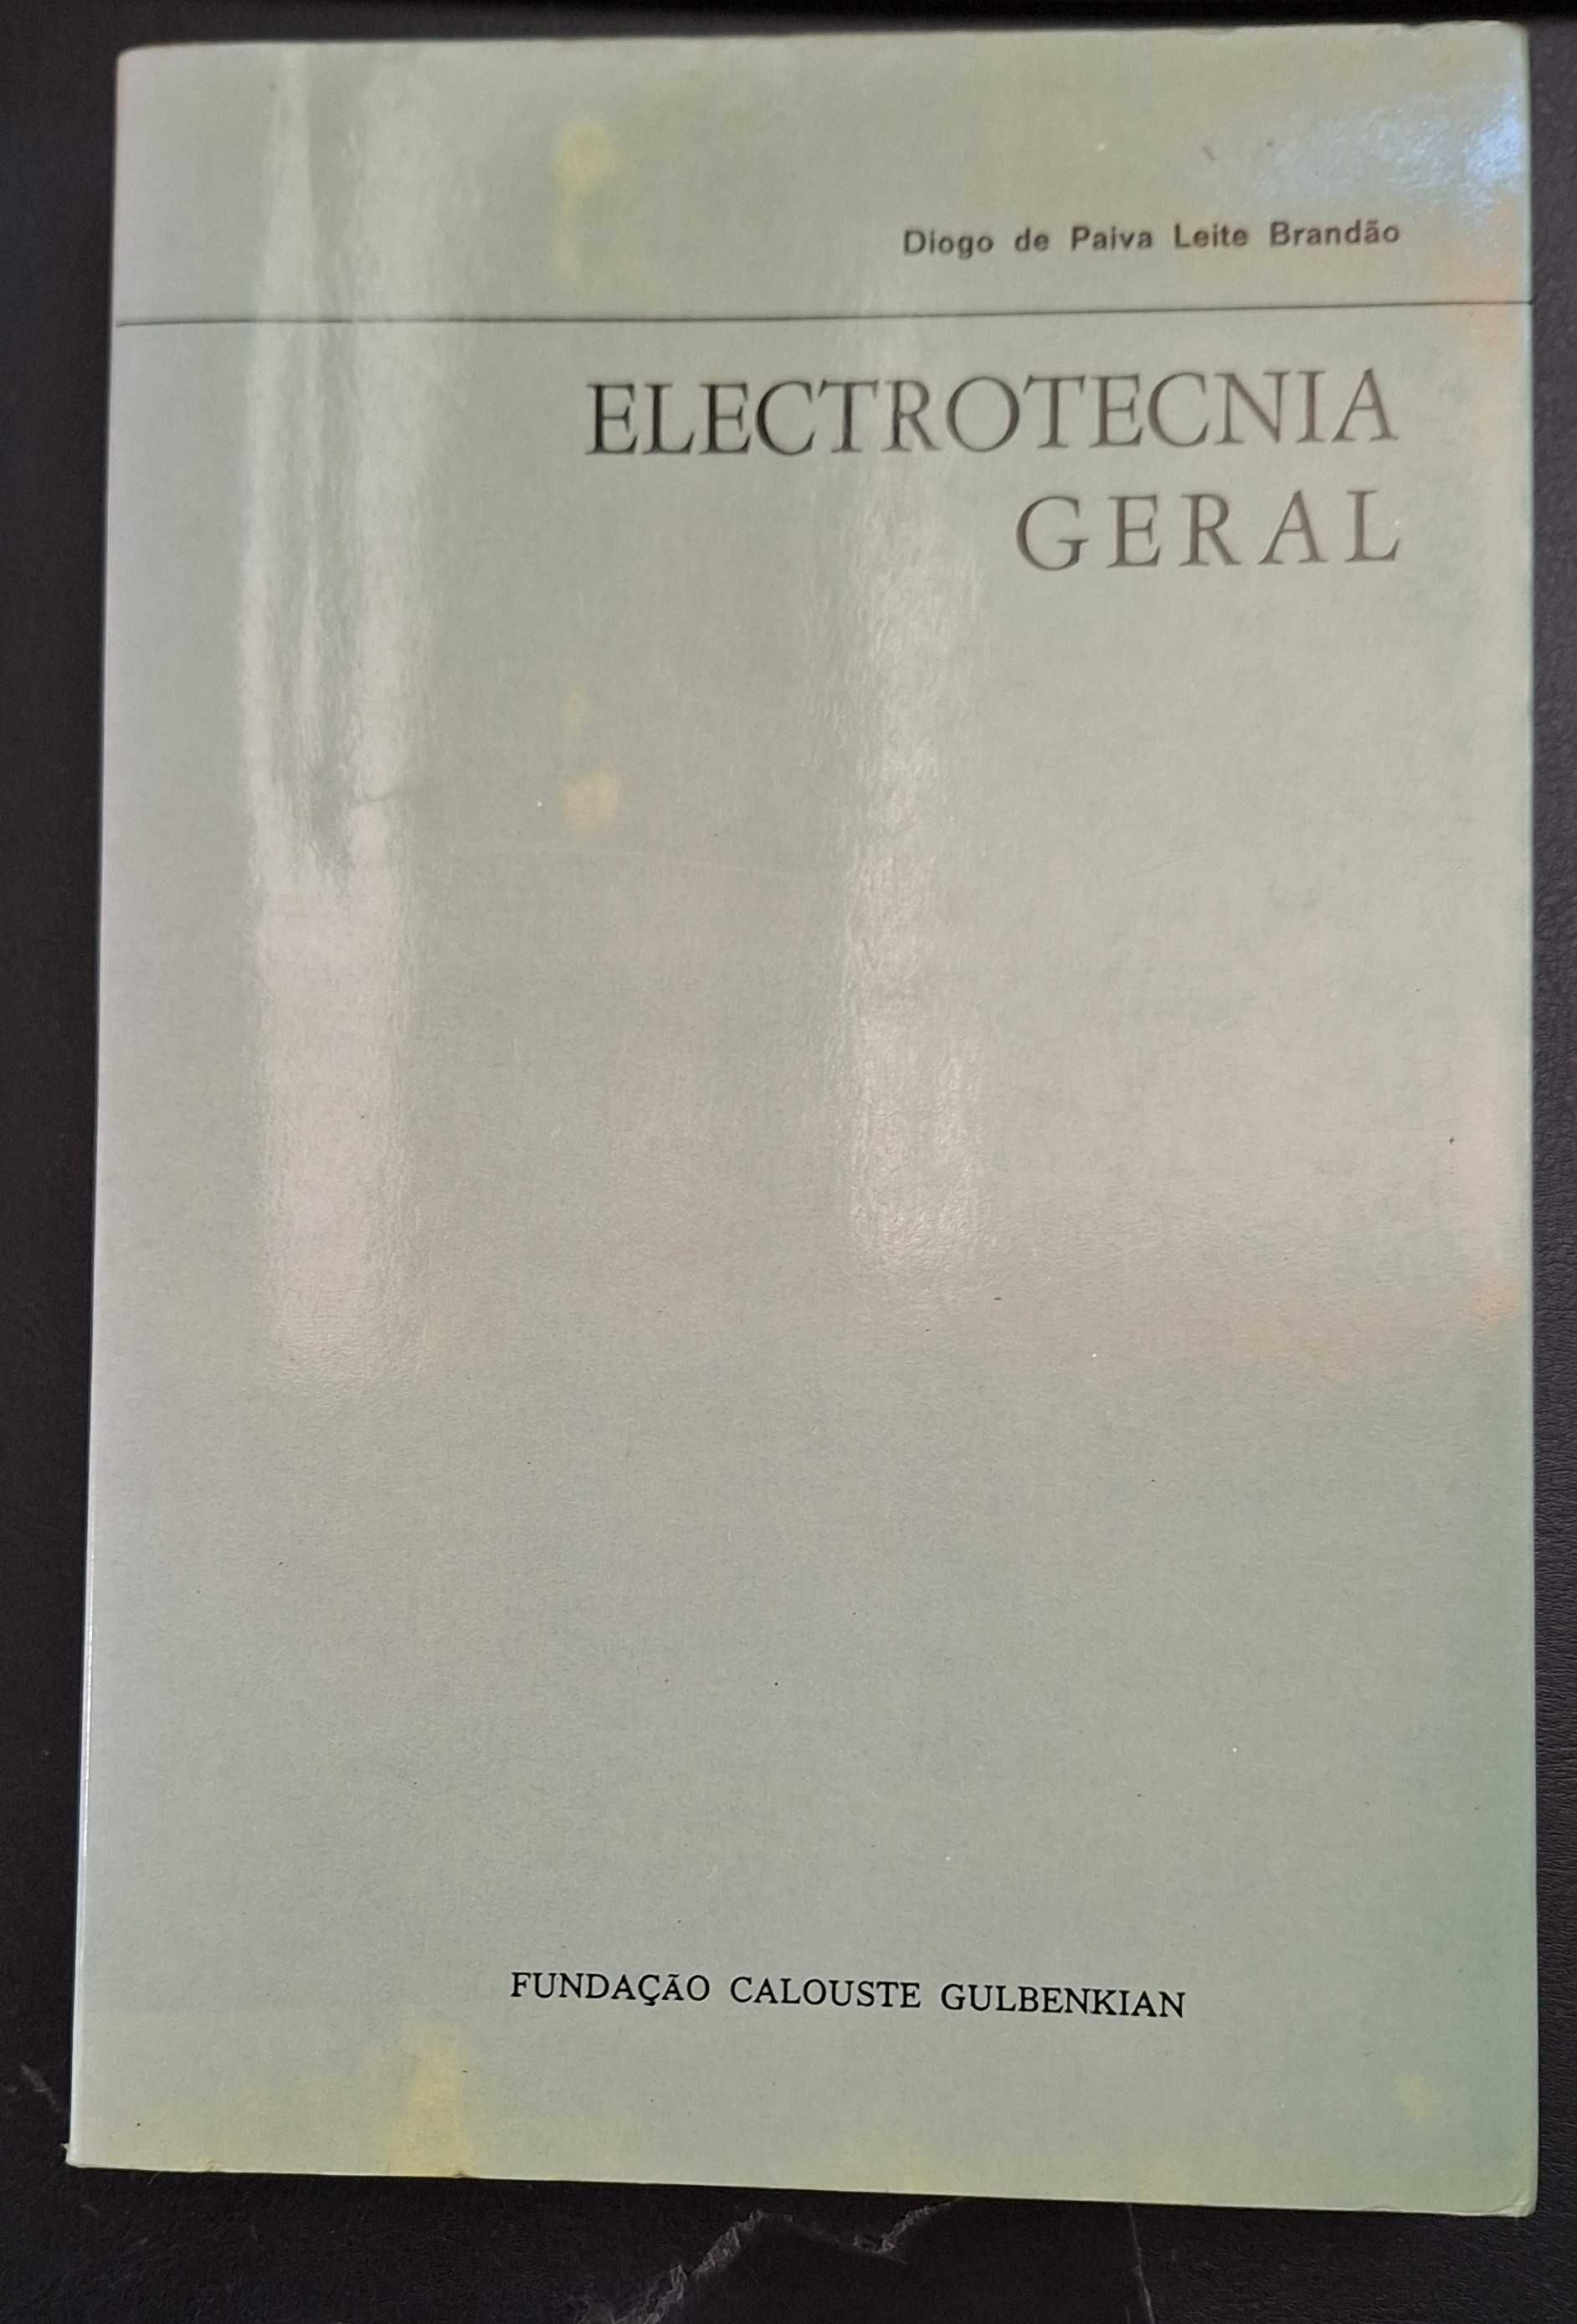 Diogo de Paiva Leite Brandão
ELECTROTECNIA
GERAL
FUNDAÇÃO CALOUSTE GULBENKIAN